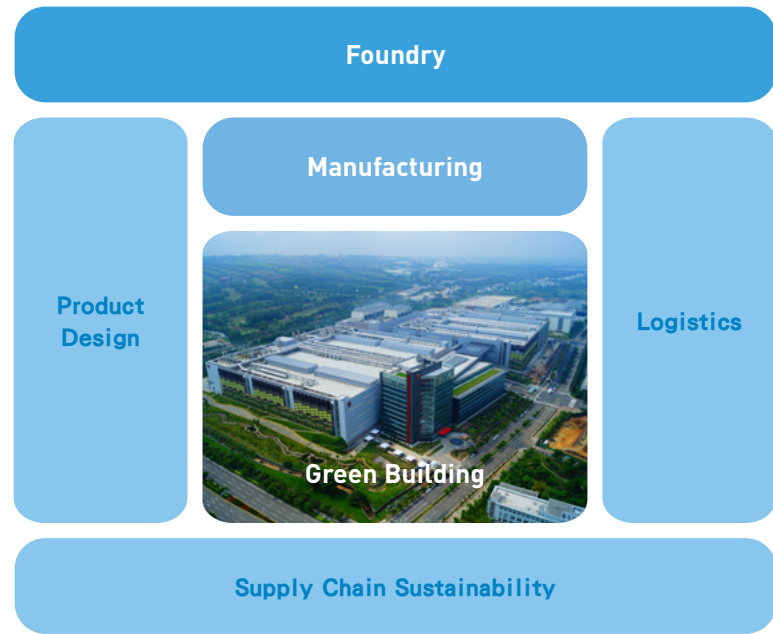 Foundry
Manufacturing
Product
Design
Logistics
Green Building
Supply Chain Sustainability